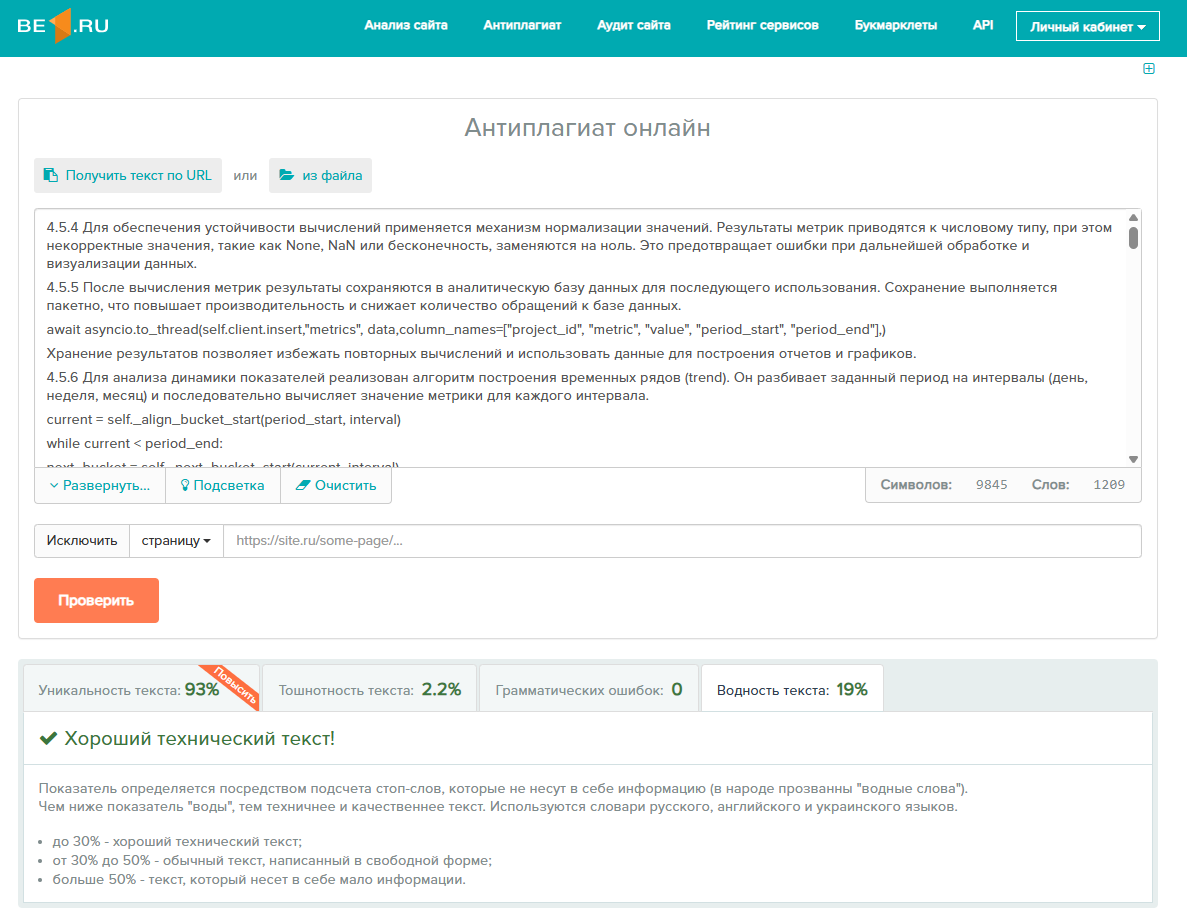 BE1.RU
Анализ сайта
Антиплагиат
Аудит сайта
Рейтинг сервисов
Букмарклеты
API
Личный кабинет
Антиплагиат онлайн
Получить текст по URL или из файла
4.5.4 Для обеспечения устойчивости вычислений применяется механизм нормализации значений. Результаты метрик приводятся к числовому типу, при этом
некорректные значения, такие как None, NaN или бесконечность, заменяются на ноль. Это предотвращает ошибки при дальнейшей обработке и
визуализации данных.
4.5.5 После вычисления метрик результаты сохраняются в аналитическую базу данных для последующего использования. Сохранение выполняется
пакетно, что повышает производительность и снижает количество обращений к базе данных.
await asyncio.to_thread(self.client.insert,"metrics", data,column_names=["project_id", "metric", "value", "period_start", "period_end"],)
Хранение результатов позволяет избежать повторных вычислений и использовать данные для построения отчетов и графиков.
4.5.6 Для анализа динамики показателей реализован алгоритм построения временных рядов (trend). Он разбивает заданный период на интервалы (день,
неделя, месяц) и последовательно вычисляет значение метрики для каждого интервала.
current = self._align_bucket_start(period_start, interval)
while current < period_end:
next_bucket = self._next_bucket_start(current, interval)
Развернуть... Подсветка Очистить
Символов: 9845 Слов: 1209
Исключить страницу https://site.ru/some-page/...
Проверить
Уникальность текста: 93% Повысить
Тошнотность текста: 2.2%
Грамматических ошибок: 0
Водность текста: 19%
Хороший технический текст!
Показатель определяется посредством подсчета стоп-слов, которые не несут в себе информацию (в народе прозванны "водные слова").
Чем ниже показатель "воды", тем техничнее и качественнее текст. Используются словари русского, английского и украинского языков.
• до 30% - хороший технический текст;
• от 30% до 50% - обычный текст, написанный в свободной форме;
• больше 50% - текст, который несет в себе мало информации.